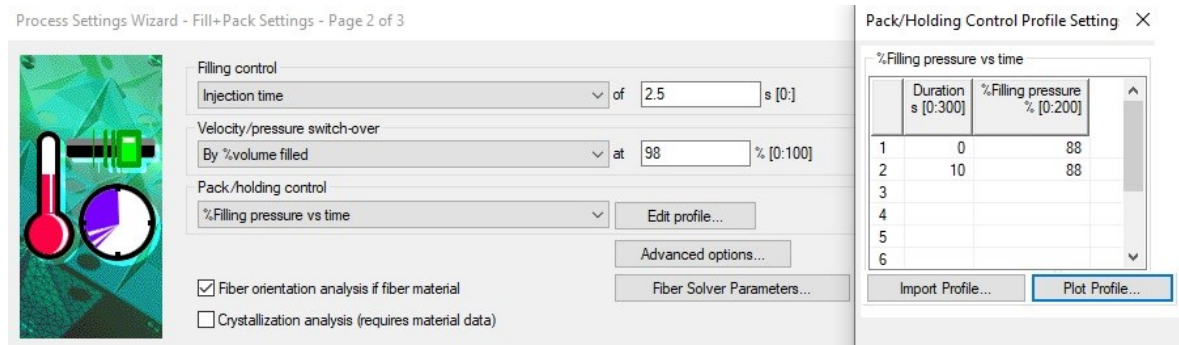 Process Settings Wizard - Fill+Pack Settings - Page 2 of 3
Filling control
Injection time of 2.5 s [0:]
Velocity/pressure switch-over
By %volume filled at 98 % [0:100]
Pack/holding control
%Filling pressure vs time Edit profile...
Advanced options...
Fiber orientation analysis if fiber material Fiber Solver Parameters...
Crystallization analysis (requires material data)
Pack/Holding Control Profile Setting
%Filling pressure vs time
Duration %Filling pressure
s [0:300] % [0:200]
1 0 88
2 10 88
3
4
5
6
Import Profile... Plot Profile...